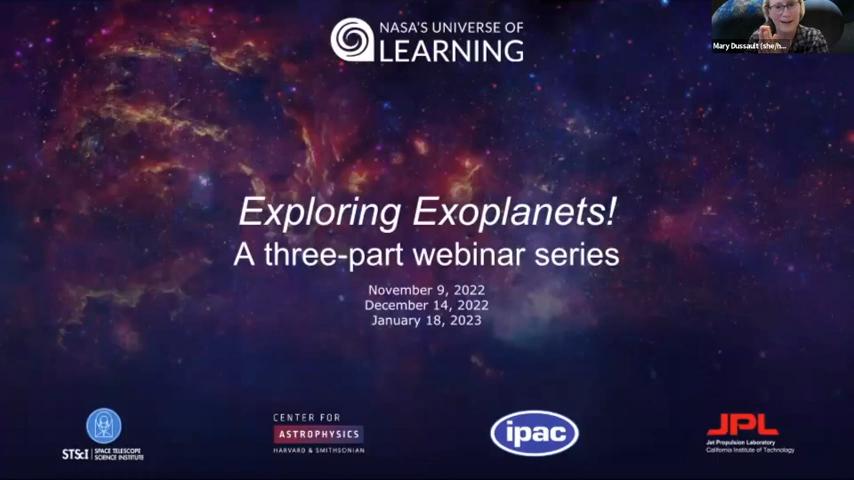 NASA'S UNIVERSE OF
LEARNING
Mary Dussault (she/h...
Exploring Exoplanets!
A three-part webinar series
November 9, 2022
December 14, 2022
January 18, 2023
STScI | SPACE TELESCOPE
SCIENCE INSTITUTE
CENTER FOR
ASTROPHYSICS
HARVARD & SMITHSONIAN
ipac
JPL
Jet Propulsion Laboratory
California Institute of Technology